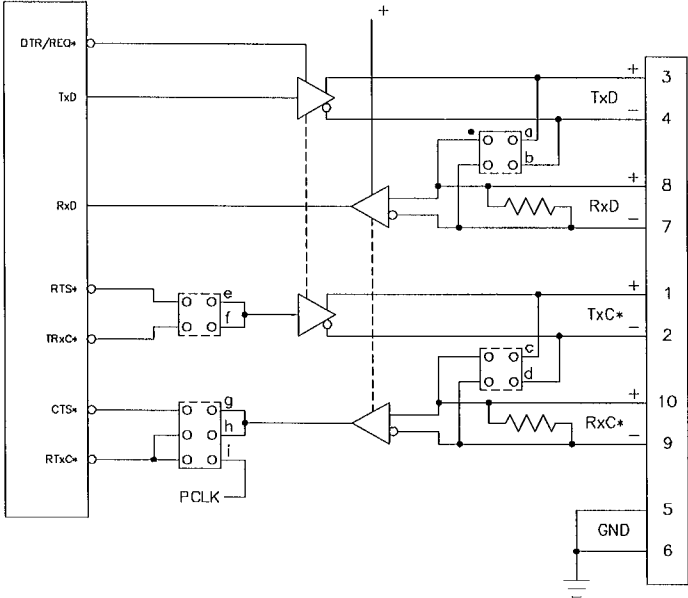 +
DTR/REQ*
+ 3
TxD
TxD
- 4
a
b
+ 8
RxD
RxD
- 7
RTS*
e
+ 1
f
TxC*
TRxC*
- 2
c
d
+ 10
CTS*
g
RxC*
h
- 9
RTxC*
i
PCLK
5
GND
6